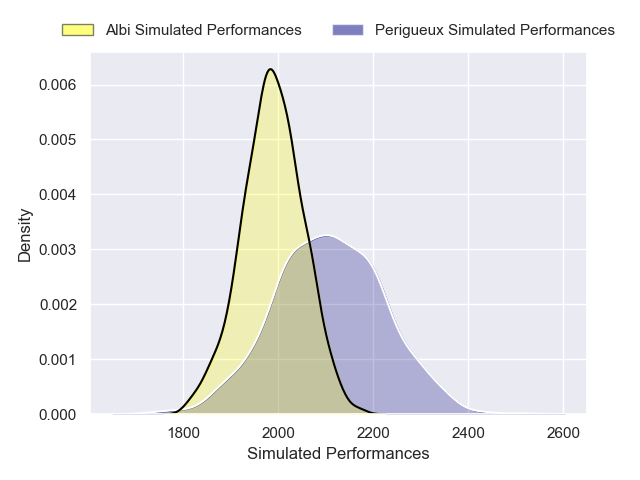 Albi Simulated Performances Perigueux Simulated Performances
0.006
0.005
0.004
0.003
0.002
0.001
0.000
Density
1800 2000 2200 2400 2600
Simulated Performances